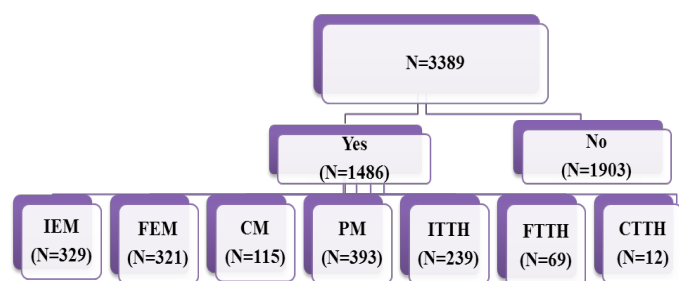 N=3389
Yes
(N=1486)
No
(N=1903)
IEM
(N=329)
FEM
(N=321)
CM
(N=115)
PM
(N=393)
ITTH
(N=239)
FTTH
(N=69)
CTTH
(N=12)